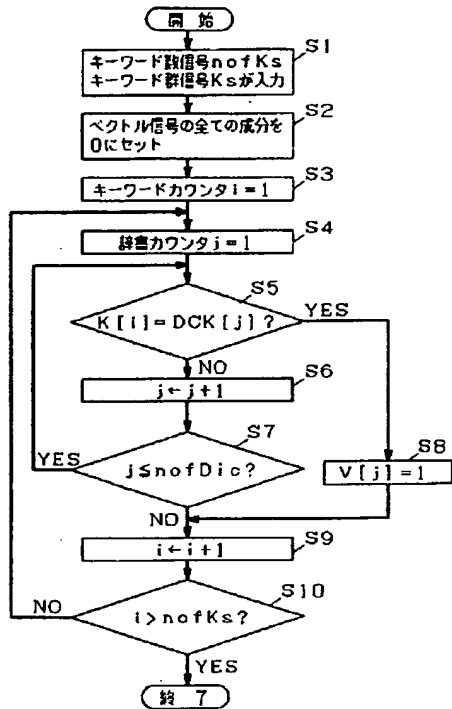 開 始
S1
キーワード数信号nofKs
キーワード群信号Ksが入力
S2
ベクトル信号の全ての成分を
0にセット
S3
キーワードカウンタi=1
S4
辞書カウンタj=1
S5
K[i]=DCK[j]?
YES
NO
S6
j←j+1
S7
YES
j≦nofDic?
S8
V[j]=1
NO
S9
i←i+1
S10
NO
i>nofKs?
YES
終 了